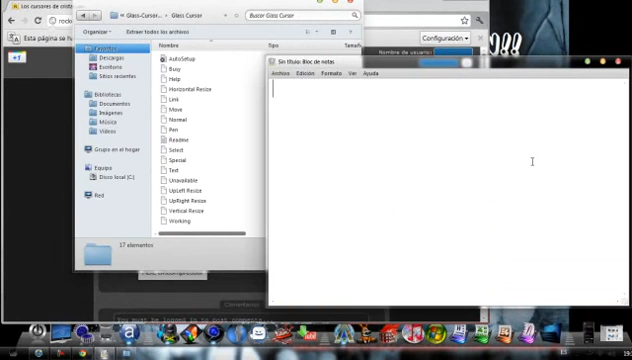 Los cursores de cristal
Esta página se ha
Configuración
Nombre de usuario
+1
Glass-Cursor... Glass Cursor
Buscar Glass Cursor
Organizar
Extraer todos los archivos
Nombre
Tipo
Tamañ
Favoritos
Descargas
Escritorio
Sitios recientes
Bibliotecas
Documentos
Imágenes
Música
Vídeos
Grupo en el hogar
Equipo
Disco local (C:)
Red
AutoSetup
Busy
Help
Horizontal Resize
Link
Move
Normal
Pen
Readme
Select
Special
Text
Unavailable
UpLeft Resize
UpRight Resize
Vertical Resize
Working
17 elementos
Sin título: Bloc de notas
Archivo Edición Formato Ver Ayuda
Comentarios
You must be logged in to post comments...